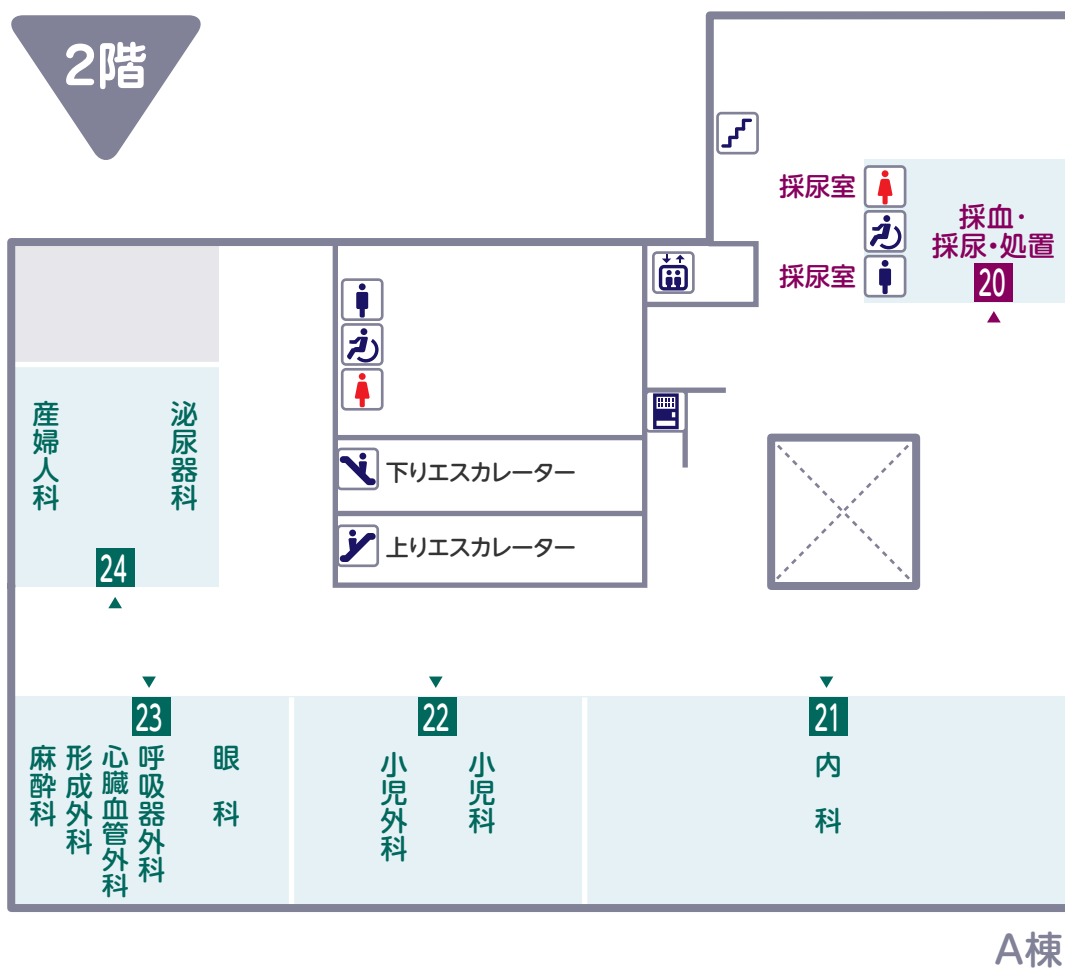 2階
採尿室
採血・
採尿・処置
20
採尿室
産婦人科
泌尿器科
24
下りエスカレーター
上りエスカレーター
23
麻酔科
形成外科
心臓血管外科
呼吸器外科
眼科
22
小児外科
小児科
21
内科
A棟